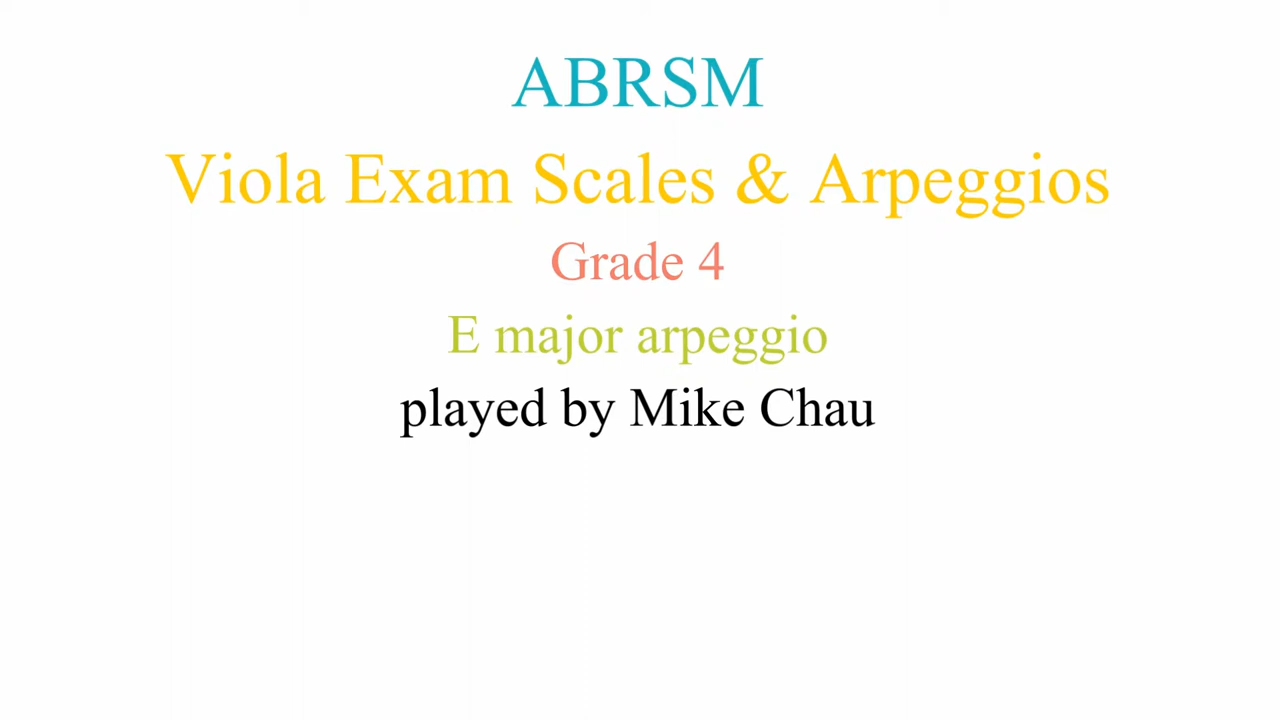 ABRSM
Viola Exam Scales & Arpeggios
Grade 4
E major arpeggio
played by Mike Chau